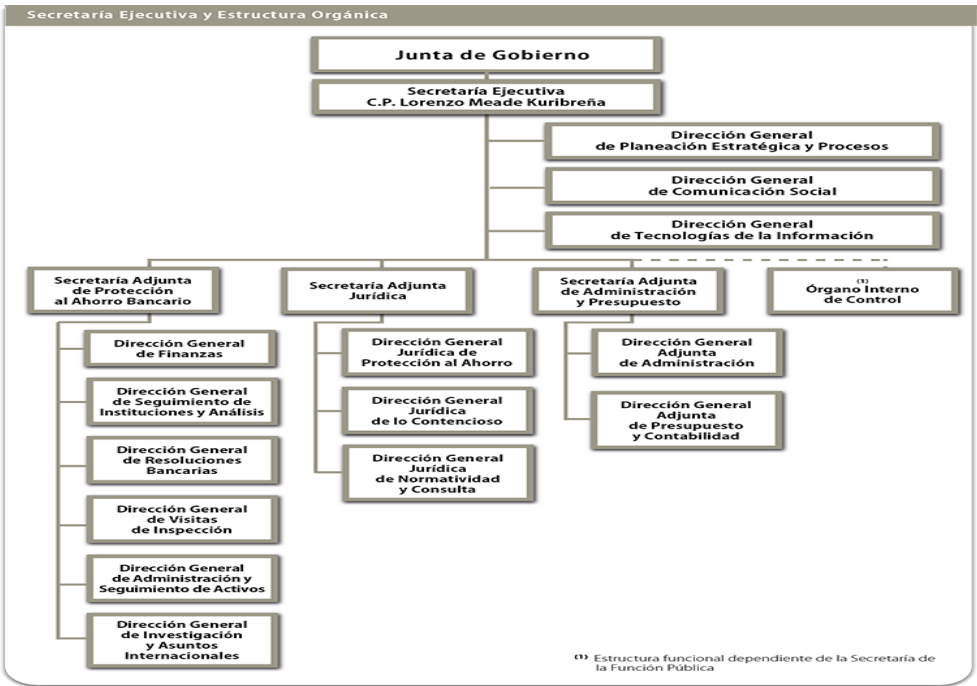 Secretaría Ejecutiva y Estructura Orgánica
Junta de Gobierno
Secretaría Ejecutiva
C.P. Lorenzo Meade Kuribreña
Dirección General
de Planeación Estratégica y Procesos
Dirección General
de Comunicación Social
Dirección General
de Tecnologías de la Información
Secretaría Adjunta
de Protección
al Ahorro Bancario
Secretaría Adjunta
Jurídica
Secretaría Adjunta
de Administración
y Presupuesto
(1)
Órgano Interno
de Control
Dirección General
de Finanzas
Dirección General
de Seguimiento de
Instituciones y Análisis
Dirección General
de Resoluciones
Bancarias
Dirección General
de Visitas
de Inspección
Dirección General
de Administración y
Seguimiento de Activos
Dirección General
de Investigación
y Asuntos
Internacionales
Dirección General
Jurídica de
Protección al Ahorro
Dirección General
Jurídica
de lo Contencioso
Dirección General
Jurídica
de Normatividad
y Consulta
Dirección General
Adjunta
de Administración
Dirección General
Adjunta
de Presupuesto
y Contabilidad
(1) Estructura funcional dependiente de la Secretaría de
la Función Pública